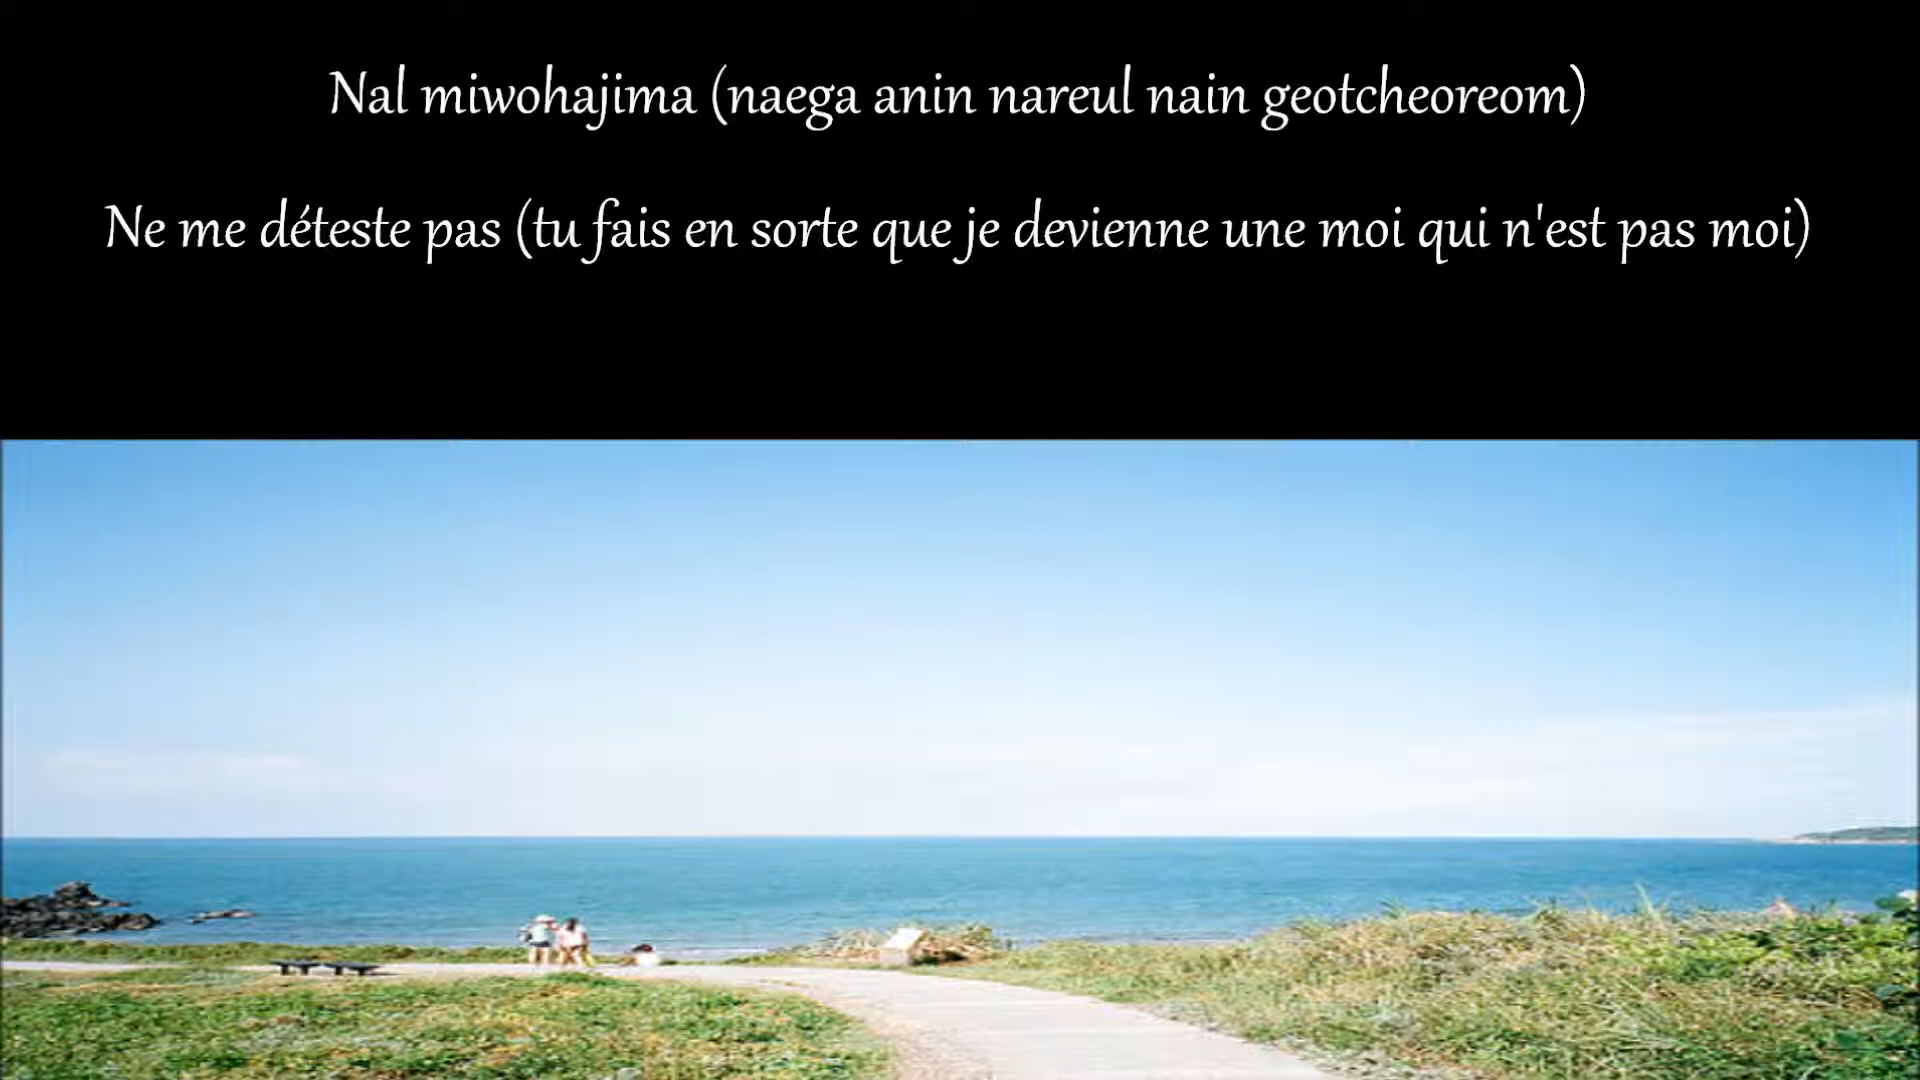 Nal miwohajima (naega anin nareul nain geotcheoreom)
Ne me déteste pas (tu fais en sorte que je devienne une moi qui n'est pas moi)